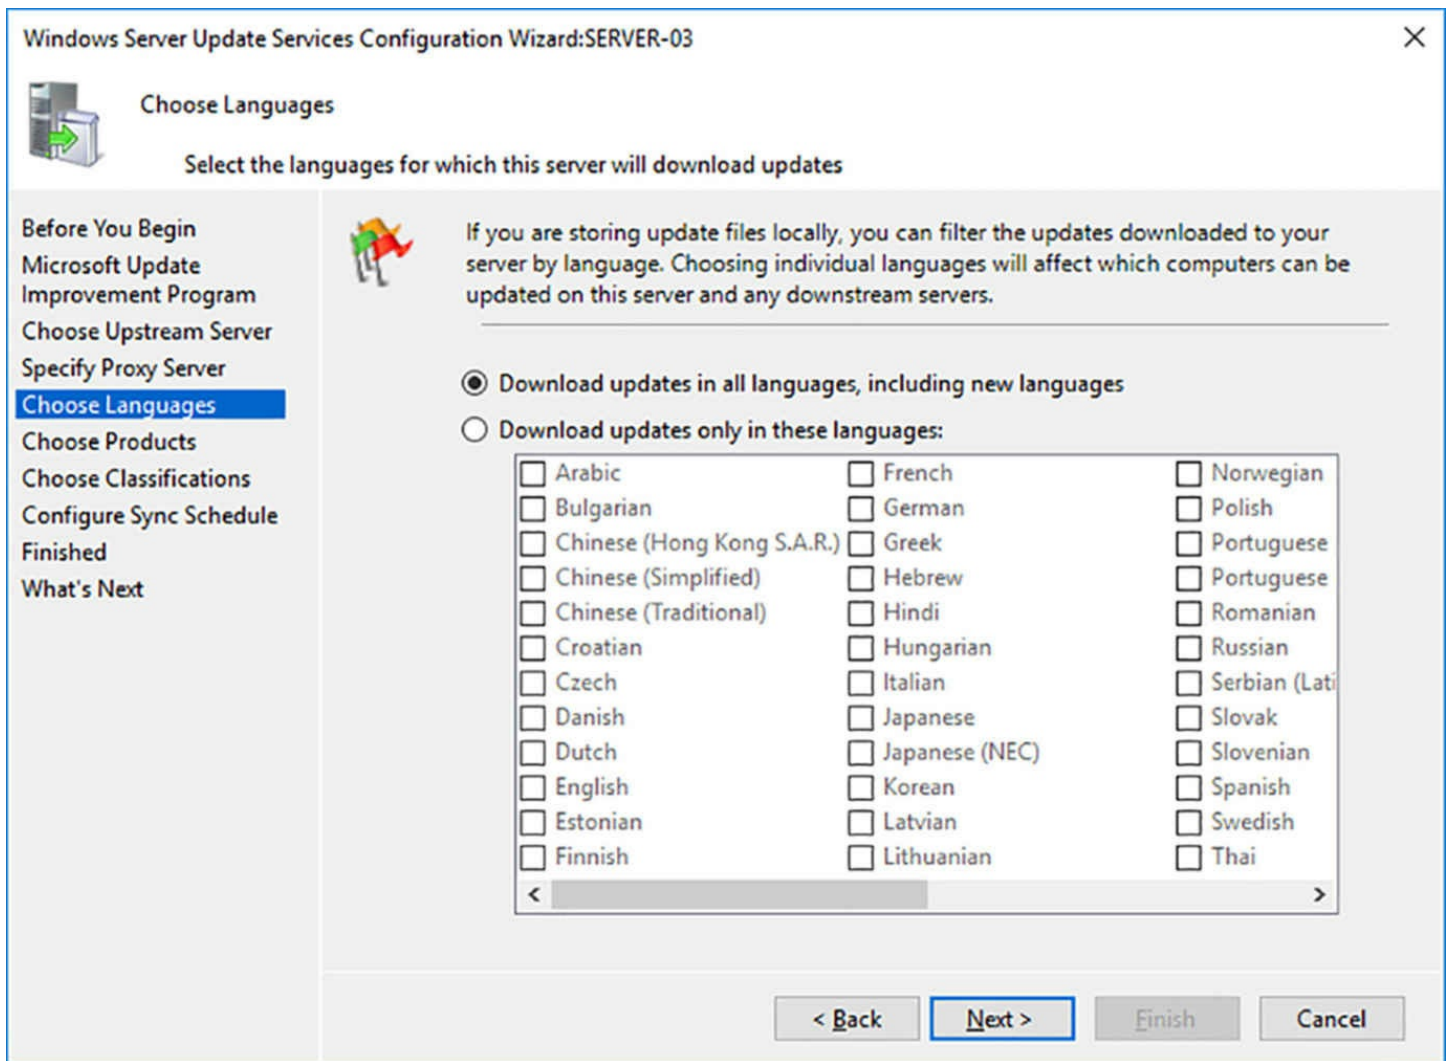 Windows Server Update Services Configuration Wizard:SERVER-03
Choose Languages
Select the languages for which this server will download updates
Before You Begin
Microsoft Update
Improvement Program
Choose Upstream Server
Specify Proxy Server
Choose Languages
Choose Products
Choose Classifications
Configure Sync Schedule
Finished
What's Next
If you are storing update files locally, you can filter the updates downloaded to your
server by language. Choosing individual languages will affect which computers can be
updated on this server and any downstream servers.
Download updates in all languages, including new languages
Download updates only in these languages:
Arabic
Bulgarian
Chinese (Hong Kong S.A.R.)
Chinese (Simplified)
Chinese (Traditional)
Croatian
Czech
Danish
Dutch
English
Estonian
Finnish
French
German
Greek
Hebrew
Hindi
Hungarian
Italian
Japanese
Japanese (NEC)
Korean
Latvian
Lithuanian
Norwegian
Polish
Portuguese
Portuguese
Romanian
Russian
Serbian (Lati
Slovak
Slovenian
Spanish
Swedish
Thai
< Back
Next >
Finish
Cancel